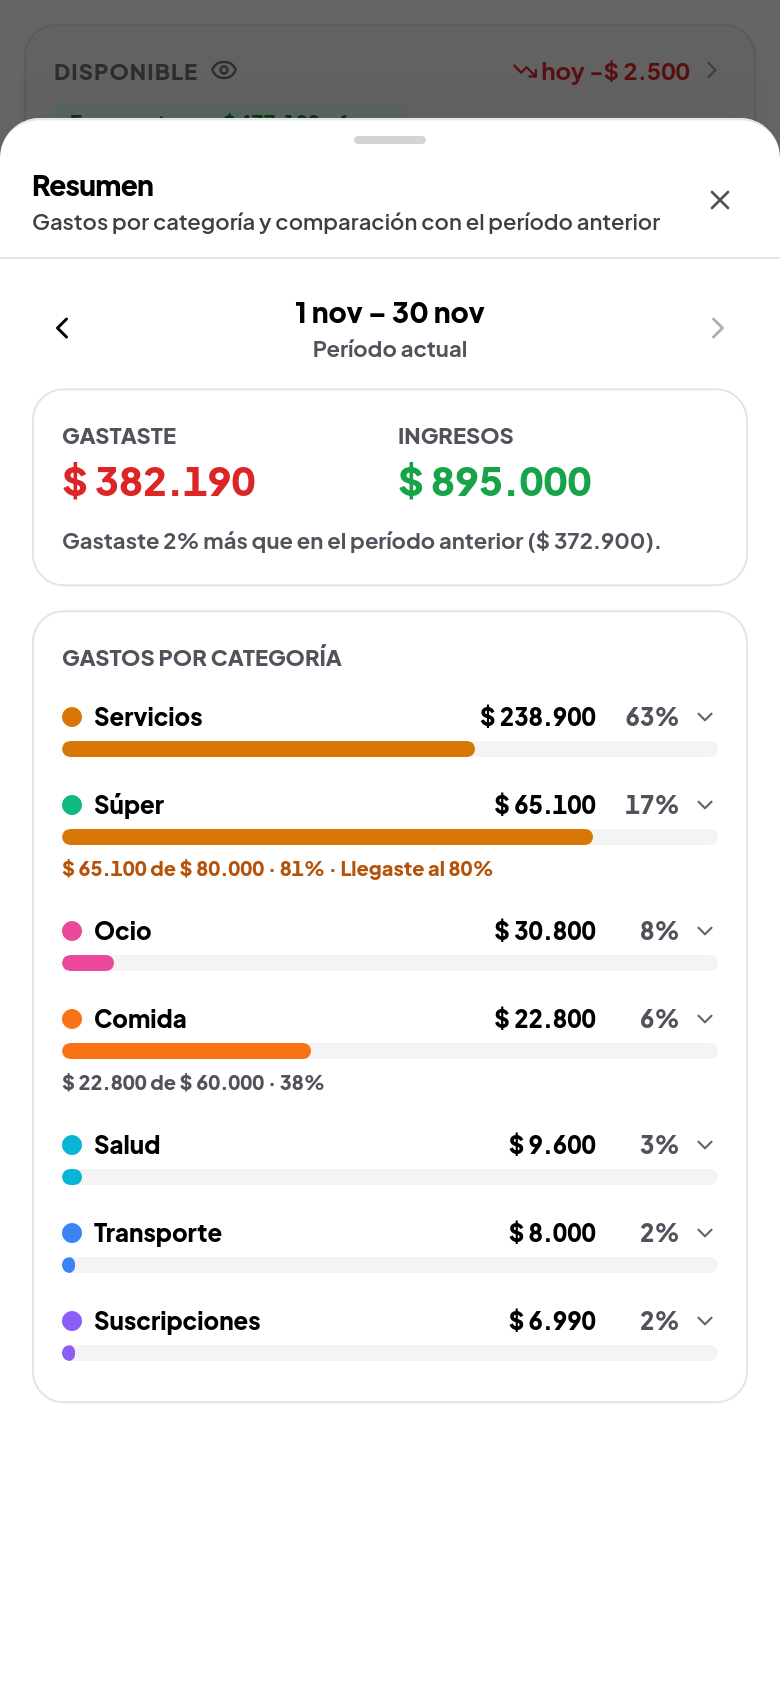 DISPONIBLE
hoy -$ 2.500
Resumen
Gastos por categoría y comparación con el período anterior
1 nov – 30 nov
Período actual
GASTASTE
INGRESOS
$ 382.190
$ 895.000
Gastaste 2% más que en el período anterior ($ 372.900).
GASTOS POR CATEGORÍA
Servicios $ 238.900 63%
Súper $ 65.100 17%
$ 65.100 de $ 80.000 · 81% · Llegaste al 80%
Ocio $ 30.800 8%
Comida $ 22.800 6%
$ 22.800 de $ 60.000 · 38%
Salud $ 9.600 3%
Transporte $ 8.000 2%
Suscripciones $ 6.990 2%